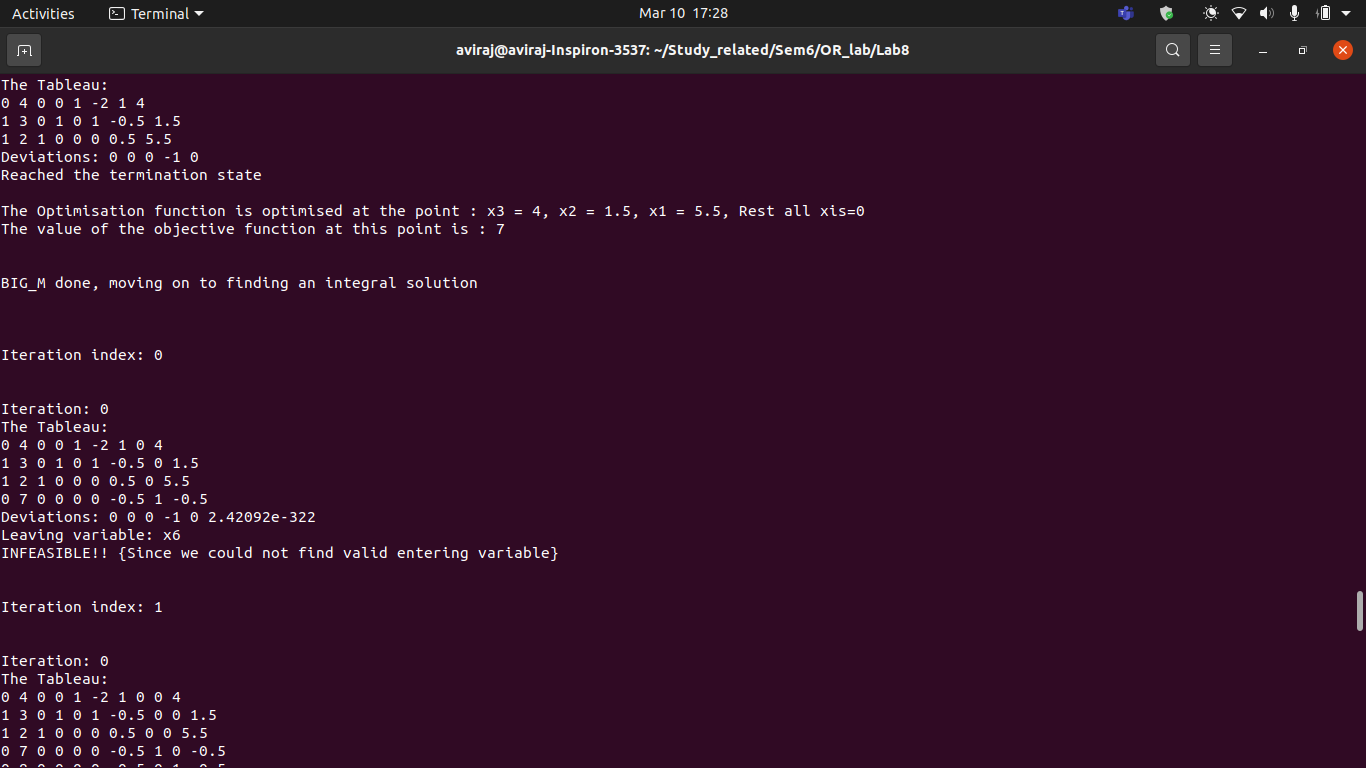 Activities Terminal Mar 10 17:28
aviraj@aviraj-Inspiron-3537: ~/Study_related/Sem6/OR_lab/Lab8
The Tableau:
0 4 0 0 1 -2 1 4
1 3 0 1 0 1 -0.5 1.5
1 2 1 0 0 0 0.5 5.5
Deviations: 0 0 0 -1 0
Reached the termination state
The Optimisation function is optimised at the point : x3 = 4, x2 = 1.5, x1 = 5.5, Rest all xis=0
The value of the objective function at this point is : 7
BIG_M done, moving on to finding an integral solution
Iteration index: 0
Iteration: 0
The Tableau:
0 4 0 0 1 -2 1 0 4
1 3 0 1 0 1 -0.5 0 1.5
1 2 1 0 0 0 0.5 0 5.5
0 7 0 0 0 0 -0.5 1 -0.5
Deviations: 0 0 0 -1 0 2.42092e-322
Leaving variable: x6
INFEASIBLE!! {Since we could not find valid entering variable}
Iteration index: 1
Iteration: 0
The Tableau:
0 4 0 0 1 -2 1 0 0 4
1 3 0 1 0 1 -0.5 0 0 1.5
1 2 1 0 0 0 0.5 0 0 5.5
0 7 0 0 0 0 -0.5 1 0 -0.5